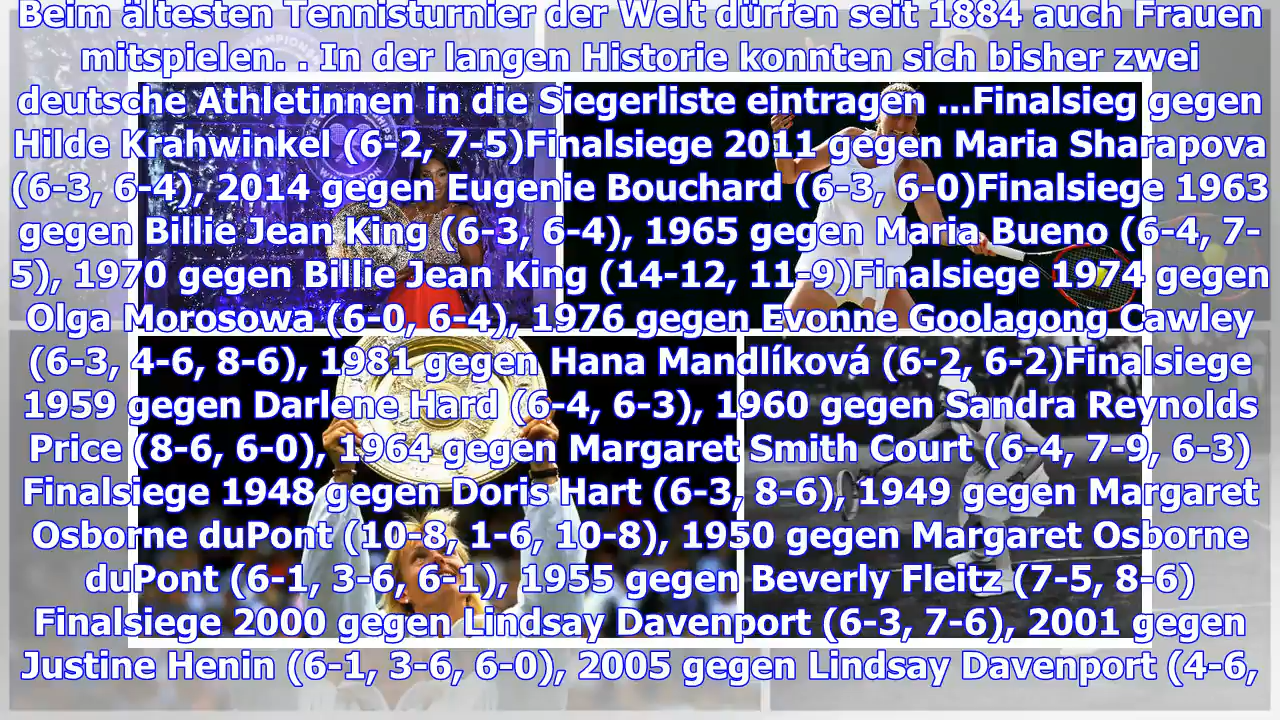 Beim ältesten Tennisturnier der Welt dürfen seit 1884 auch Frauen
mitspielen. . In der langen Historie konnten sich bisher zwei
deutsche Athletinnen in die Siegerliste eintragen ...Finalsieg gegen
Hilde Krahwinkel (6-2, 7-5)Finalsiege 2011 gegen Maria Sharapova
(6-3, 6-4), 2014 gegen Eugenie Bouchard (6-3, 6-0)Finalsiege 1963
gegen Billie Jean King (6-3, 6-4), 1965 gegen Maria Bueno (6-4, 7-
5), 1970 gegen Billie Jean King (14-12, 11-9)Finalsiege 1974 gegen
Olga Morosowa (6-0, 6-4), 1976 gegen Evonne Goolagong Cawley
(6-3, 4-6, 8-6), 1981 gegen Hana Mandlíková (6-2, 6-2)Finalsiege
1959 gegen Darlene Hard (6-4, 6-3), 1960 gegen Sandra Reynolds
Price (8-6, 6-0), 1964 gegen Margaret Smith Court (6-4, 7-9, 6-3)
Finalsiege 1948 gegen Doris Hart (6-3, 8-6), 1949 gegen Margaret
Osborne duPont (10-8, 1-6, 10-8), 1950 gegen Margaret Osborne
duPont (6-1, 3-6, 6-1), 1955 gegen Beverly Fleitz (7-5, 8-6)
Finalsiege 2000 gegen Lindsay Davenport (6-3, 7-6), 2001 gegen
Justine Henin (6-1, 3-6, 6-0), 2005 gegen Lindsay Davenport (4-6,